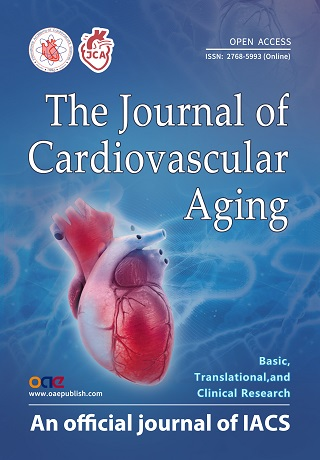 JCA
OPEN ACCESS
ISSN: 2768-5993 (Online)
The Journal of
Cardiovascular
Aging
Basic,
Translational,and
Clinical Research
oae
www.oaepublish.com
An official journal of IACS